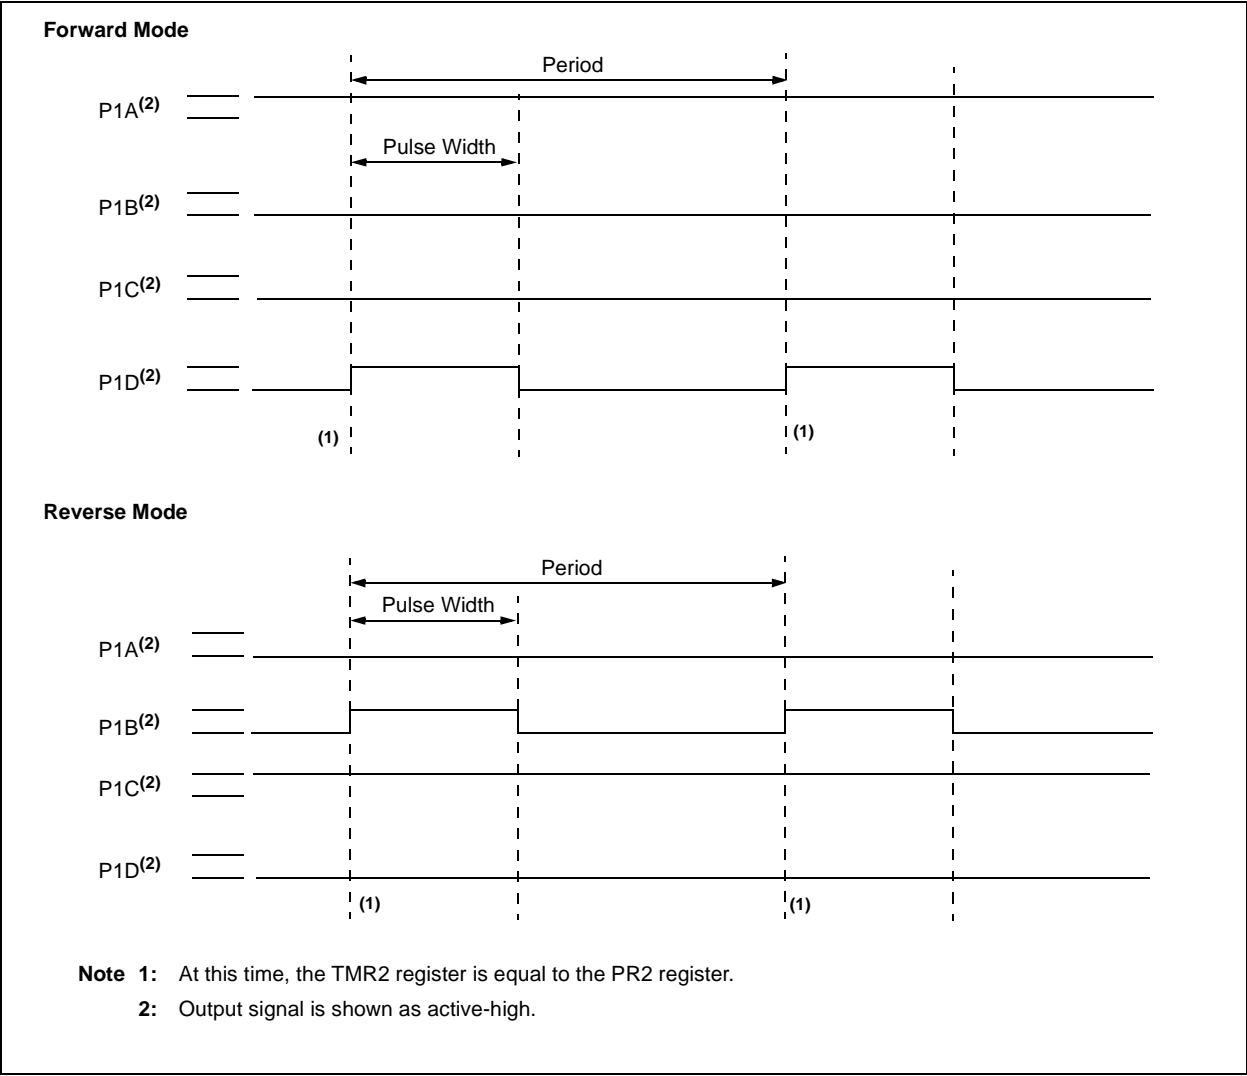 Forward Mode
Period
P1A(2)
Pulse Width
P1B(2)
P1C(2)
P1D(2)
(1) (1)
Reverse Mode
Period
Pulse Width
P1A(2)
P1B(2)
P1C(2)
P1D(2)
(1) (1)
Note 1: At this time, the TMR2 register is equal to the PR2 register.
2: Output signal is shown as active-high.